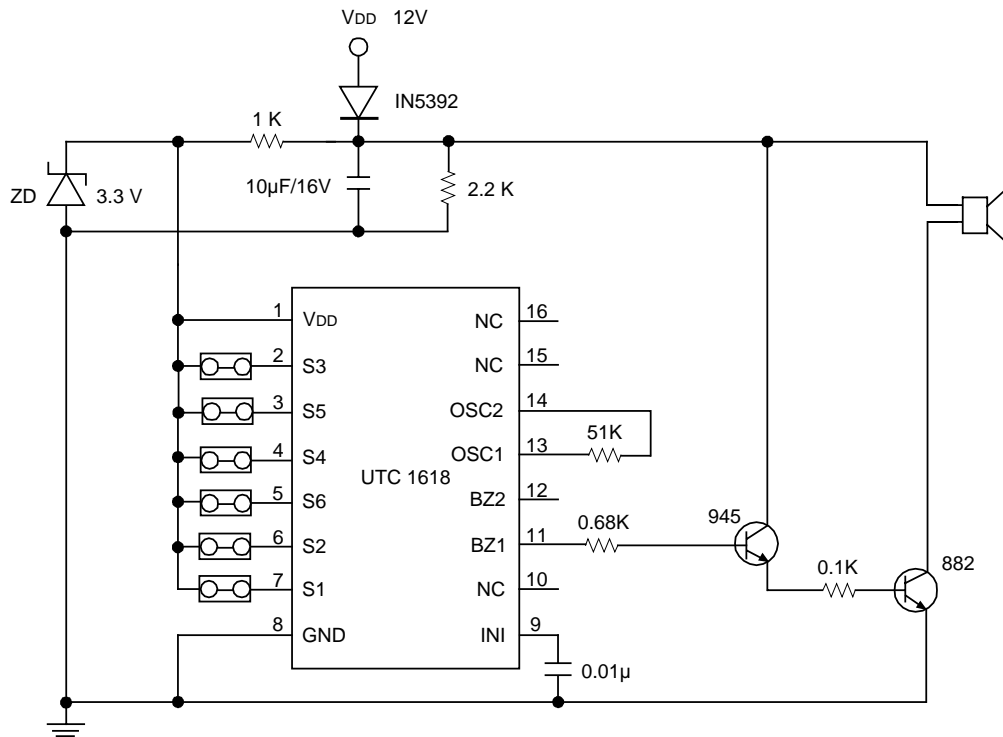 VDD 12V
IN5392
1 K
ZD
3.3 V
10µF/16V
2.2 K
1
VDD
2
S3
3
S5
4
S4
5
S6
6
S2
7
S1
8
GND
UTC 1618
NC
16
NC
15
OSC2
14
OSC1
13
51K
BZ2
12
BZ1
11
0.68K
NC
10
INI
9
0.01µ
945
0.1K
882